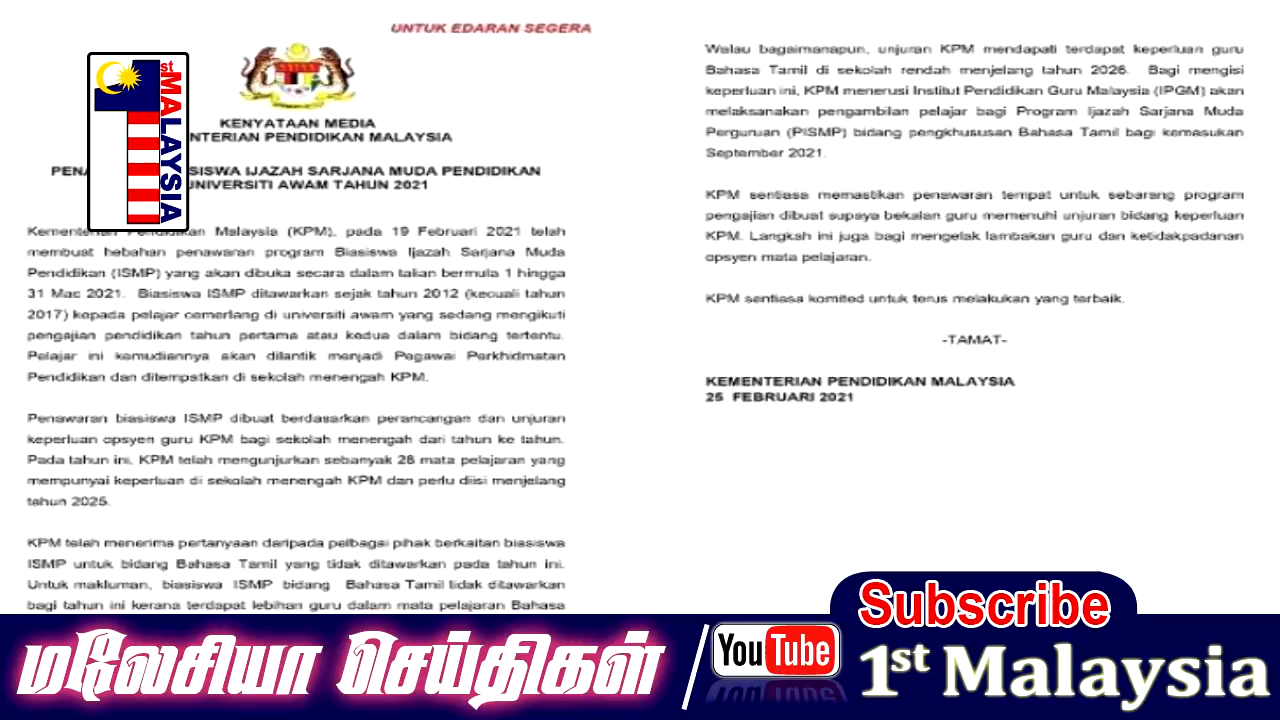 UNTUK EDARAN SEGERA
KENYATAAN MEDIA
NTERIAN PENDIDIKAN MALAYSIA
PENA SISWA IJAZAH SARJANA MUDA PENDIDIKAN
UNIVERSITI AWAM TAHUN 2021
Kementerian Pendidikan Malaysia (KPM), pada 19 Februari 2021 telah
membuat hebahan penawaran program Biasiswa Ijazah Sarjana Muda
Pendidikan (ISMP) yang akan dibuka secara dalam talian bermula 1 hingga
31 Mac 2021. Biasiswa ISMP ditawarkan sejak tahun 2012 (kecuali tahun
2017) kepada pelajar cemerlang di universiti awam yang sedang mengikuti
pengajian pendidikan tahun pertama atau kedua dalam bidang tertentu.
Pelajar ini kemudiannya akan dilantik menjadi Pegawai Perkhidmatan
Pendidikan dan ditempatkan di sekolah menengah KPM.
Penawaran biasiswa ISMP dibuat berdasarkan perancangan dan unjuran
keperluan opsyen guru KPM bagi sekolah menengah dari tahun ke tahun.
Pada tahun ini, KPM telah mengunjurkan sebanyak 28 mata pelajaran yang
mempunyai keperluan di sekolah menengah KPM dan perlu diisi menjelang
tahun 2025.
KPM telah menerima pertanyaan daripada pelbagai pihak berkaitan biasiswa
ISMP untuk bidang Bahasa Tamil yang tidak ditawarkan pada tahun ini.
Untuk makluman, biasiswa ISMP bidang Bahasa Tamil tidak ditawarkan
bagi tahun ini kerana terdapat lebihan guru dalam mata pelajaran Bahasa
Walau bagaimanapun, unjuran KPM mendapati terdapat keperluan guru
Bahasa Tamil di sekolah rendah menjelang tahun 2026. Bagi mengisi
keperluan ini, KPM menerusi Institut Pendidikan Guru Malaysia (IPGM) akan
melaksanakan pengambilan pelajar bagi Program Ijazah Sarjana Muda
Perguruan (PISMP) bidang pengkhususan Bahasa Tamil bagi kemasukan
September 2021.
KPM sentiasa memastikan penawaran tempat untuk sebarang program
pengajian dibuat supaya bekalan guru memenuhi unjuran bidang keperluan
KPM. Langkah ini juga bagi mengelak lambakan guru dan ketidakpadanan
opsyen mata pelajaran.
KPM sentiasa komited untuk terus melakukan yang terbaik.
-TAMAT-
KEMENTERIAN PENDIDIKAN MALAYSIA
25 FEBRUARI 2021
1st MALAYSIA
மலேசியா செய்திகள்
YouTube
Subscribe
1st Malaysia